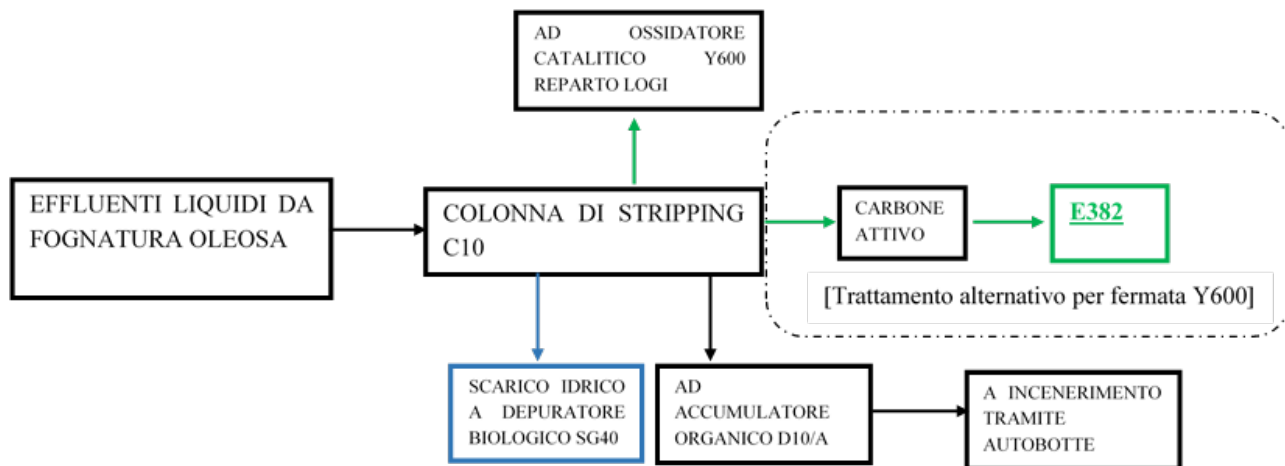 AD OSSIDATORE
CATALITICO Y600
REPARTO LOGI
EFFLUENTI LIQUIDI DA
FOGNATURA OLEOSA
COLONNA DI STRIPPING
C10
CARBONE
ATTIVO
E382
[Trattamento alternativo per fermata Y600]
SCARICO IDRICO
A DEPURATORE
BIOLOGICO SG40
AD
ACCUMULATORE
ORGANICO D10/A
A INCENERIMENTO
TRAMITE
AUTOBOTTE